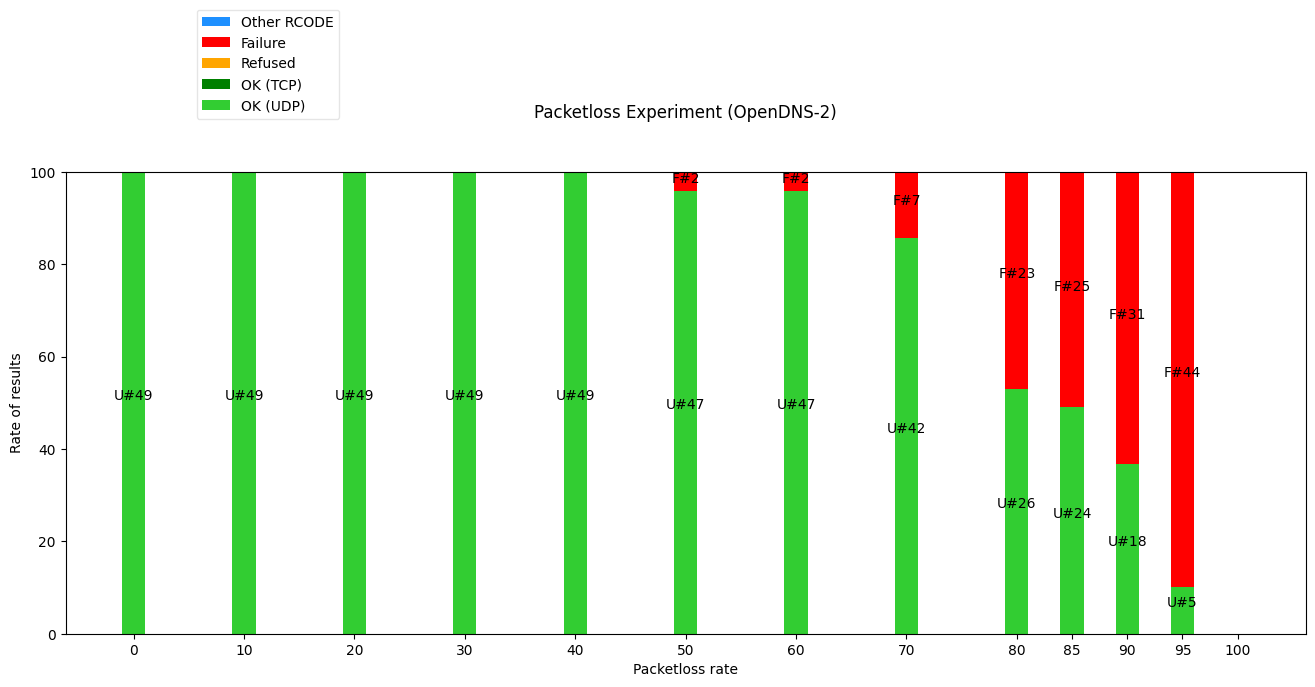 Other RCODE
Failure
Refused
OK (TCP)
OK (UDP)
Packetloss Experiment (OpenDNS-2)
Rate of results
100
80
60
40
20
0
F#2 F#2 F#7
F#23 F#25 F#31 F#44
U#49 U#49 U#49 U#49 U#49 U#47 U#47 U#42
U#26 U#24 U#18 U#5
0 10 20 30 40 50 60 70 80 85 90 95 100
Packetloss rate